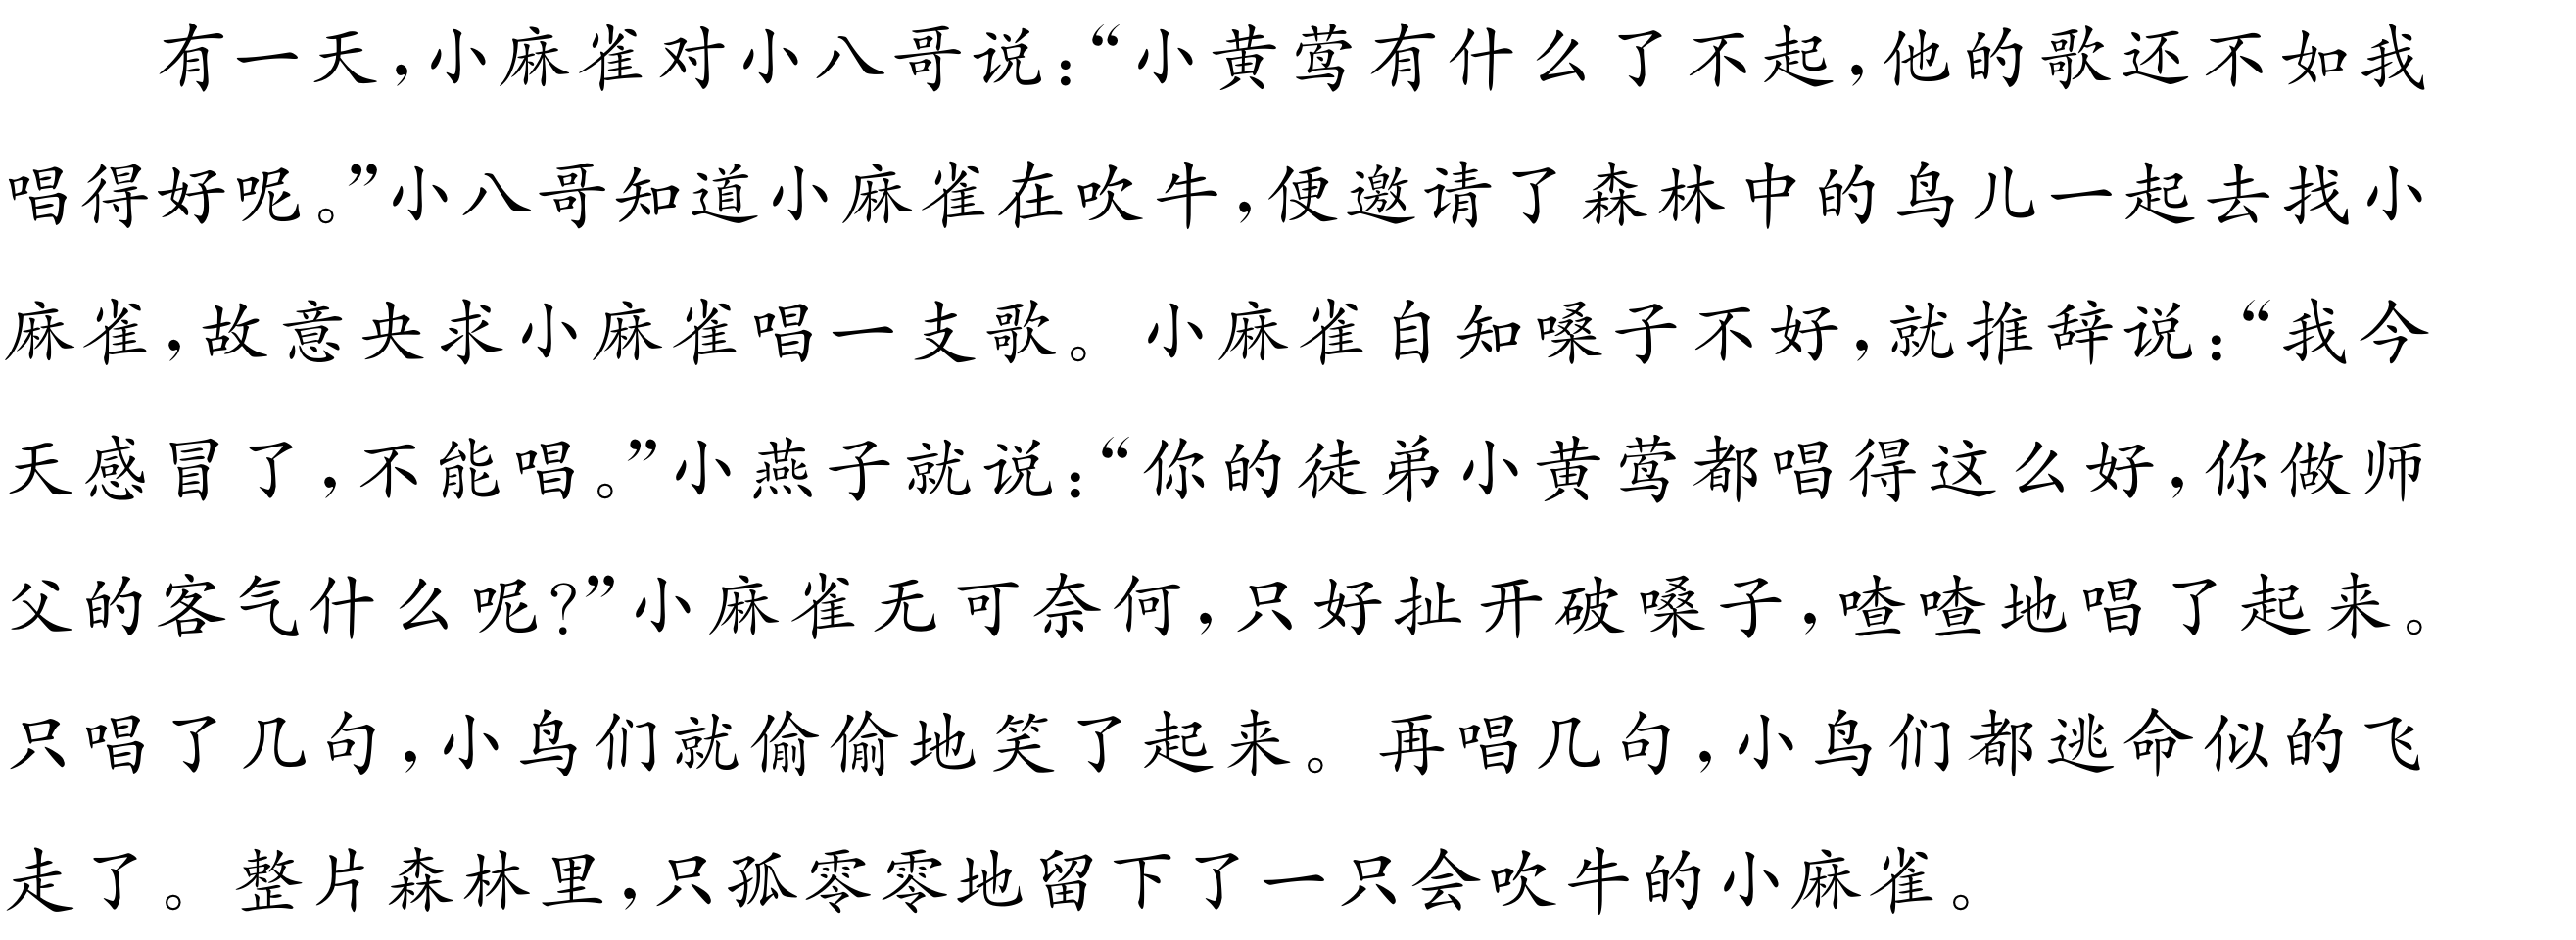 有一天，小麻雀对小八哥说：“小黄莺有什么了不起，他的歌还不如我
唱得好呢。”小八哥知道小麻雀在吹牛，便邀请了森林中的鸟儿一起去找小
麻雀，故意央求小麻雀唱一支歌。小麻雀自知嗓子不好，就推辞说：“我今
天感冒了，不能唱。”小燕子就说：“你的徒弟小黄莺都唱得这么好，你做师
父的客气什么呢？”小麻雀无可奈何，只好扯开破嗓子，喳喳地唱了起来。
只唱了几句，小鸟们就偷偷地笑了起来。再唱几句，小鸟们都逃命似的飞
走了。整片森林里，只孤零零地留下了一只会吹牛的小麻雀。